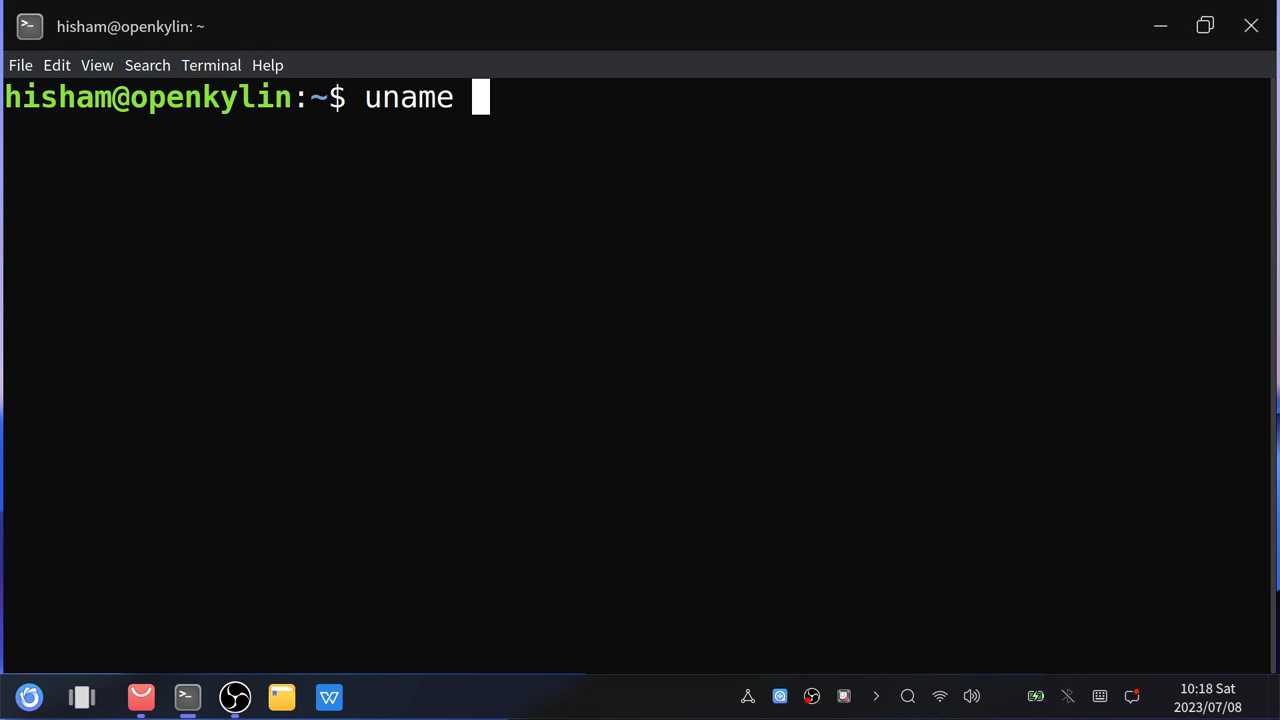 hisham@openkylin: ~
File Edit View Search Terminal Help
hisham@openkylin:~$ uname
10:18 Sat
2023/07/08